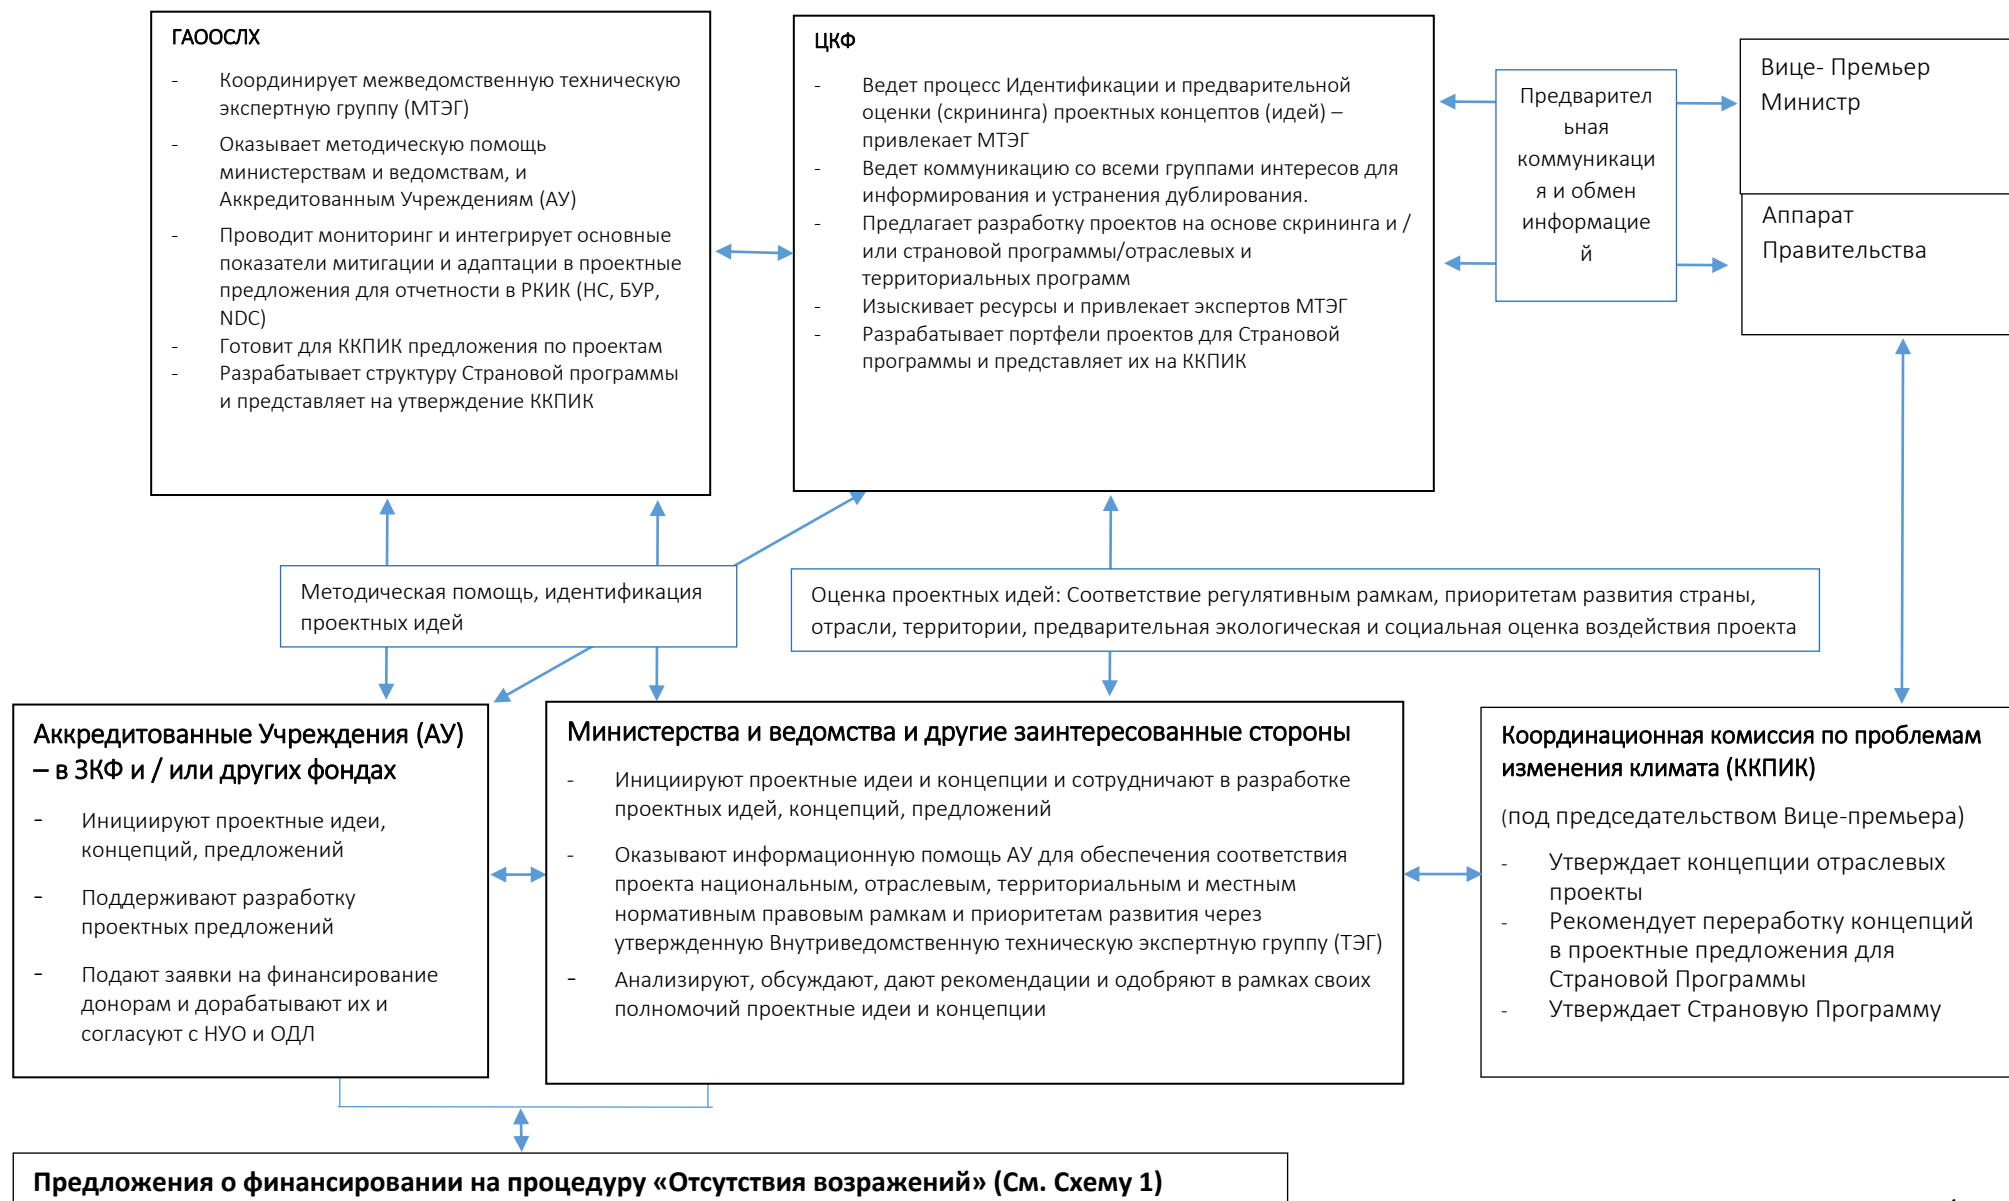 ГАООСЛХ
- Координирует межведомственную техническую
экспертную группу (МТЭГ)
- Оказывает методическую помощь
министерствам и ведомствам, и
Аккредитованным Учреждениям (АУ)
- Проводит мониторинг и интегрирует основные
показатели митигации и адаптации в проектные
предложения для отчетности в РКИК (НС, БУР,
NDC)
- Готовит для ККПИК предложения по проектам
- Разрабатывает структуру Страновой программы
и представляет на утверждение ККПИК
ЦКФ
- Ведет процесс Идентификации и предварительной
оценки (скрининга) проектных концептов (идей) –
привлекает МТЭГ
- Ведет коммуникацию со всеми группами интересов для
информирования и устранения дублирования.
- Предлагает разработку проектов на основе скрининга и /
или страновой программы/отраслевых и
территориальных программ
- Изыскивает ресурсы и привлекает экспертов МТЭГ
- Разрабатывает портфели проектов для Страновой
программы и представляет их на ККПИК
Предварител
ьная
коммуникаци
я и обмен
информацие
й
Вице- Премьер
Министр
Аппарат
Правительства
Методическая помощь, идентификация
проектных идей
Оценка проектных идей: Соответствие регулятивным рамкам, приоритетам развития страны,
отрасли, территории, предварительная экологическая и социальная оценка воздействия проекта
Аккредитованные Учреждения (АУ)
– в ЗКФ и / или других фондах
- Инициируют проектные идеи,
концепций, предложений
- Поддерживают разработку
проектных предложений
- Подают заявки на финансирование
донорам и дорабатывают их и
согласуют с НУО и ОДЛ
Министерства и ведомства и другие заинтересованные стороны
- Инициируют проектные идеи и концепции и сотрудничают в разработке
проектных идей, концепций, предложений
- Оказывают информационную помощь АУ для обеспечения соответствия
проекта национальным, отраслевым, территориальным и местным
нормативным правовым рамкам и приоритетам развития через
утвержденную Внутриведомственную техническую экспертную группу (ТЭГ)
- Анализируют, обсуждают, дают рекомендации и одобряют в рамках своих
полномочий проектные идеи и концепции
Координационная комиссия по проблемам
изменения климата (ККПИК)
(под председательством Вице-премьера)
- Утверждает концепции отраслевых
проекты
- Рекомендует переработку концепций
в проектные предложения для
Страновой Программы
- Утверждает Страновую Программу
Предложения о финансировании на процедуру «Отсутствия возражений» (См. Схему 1)